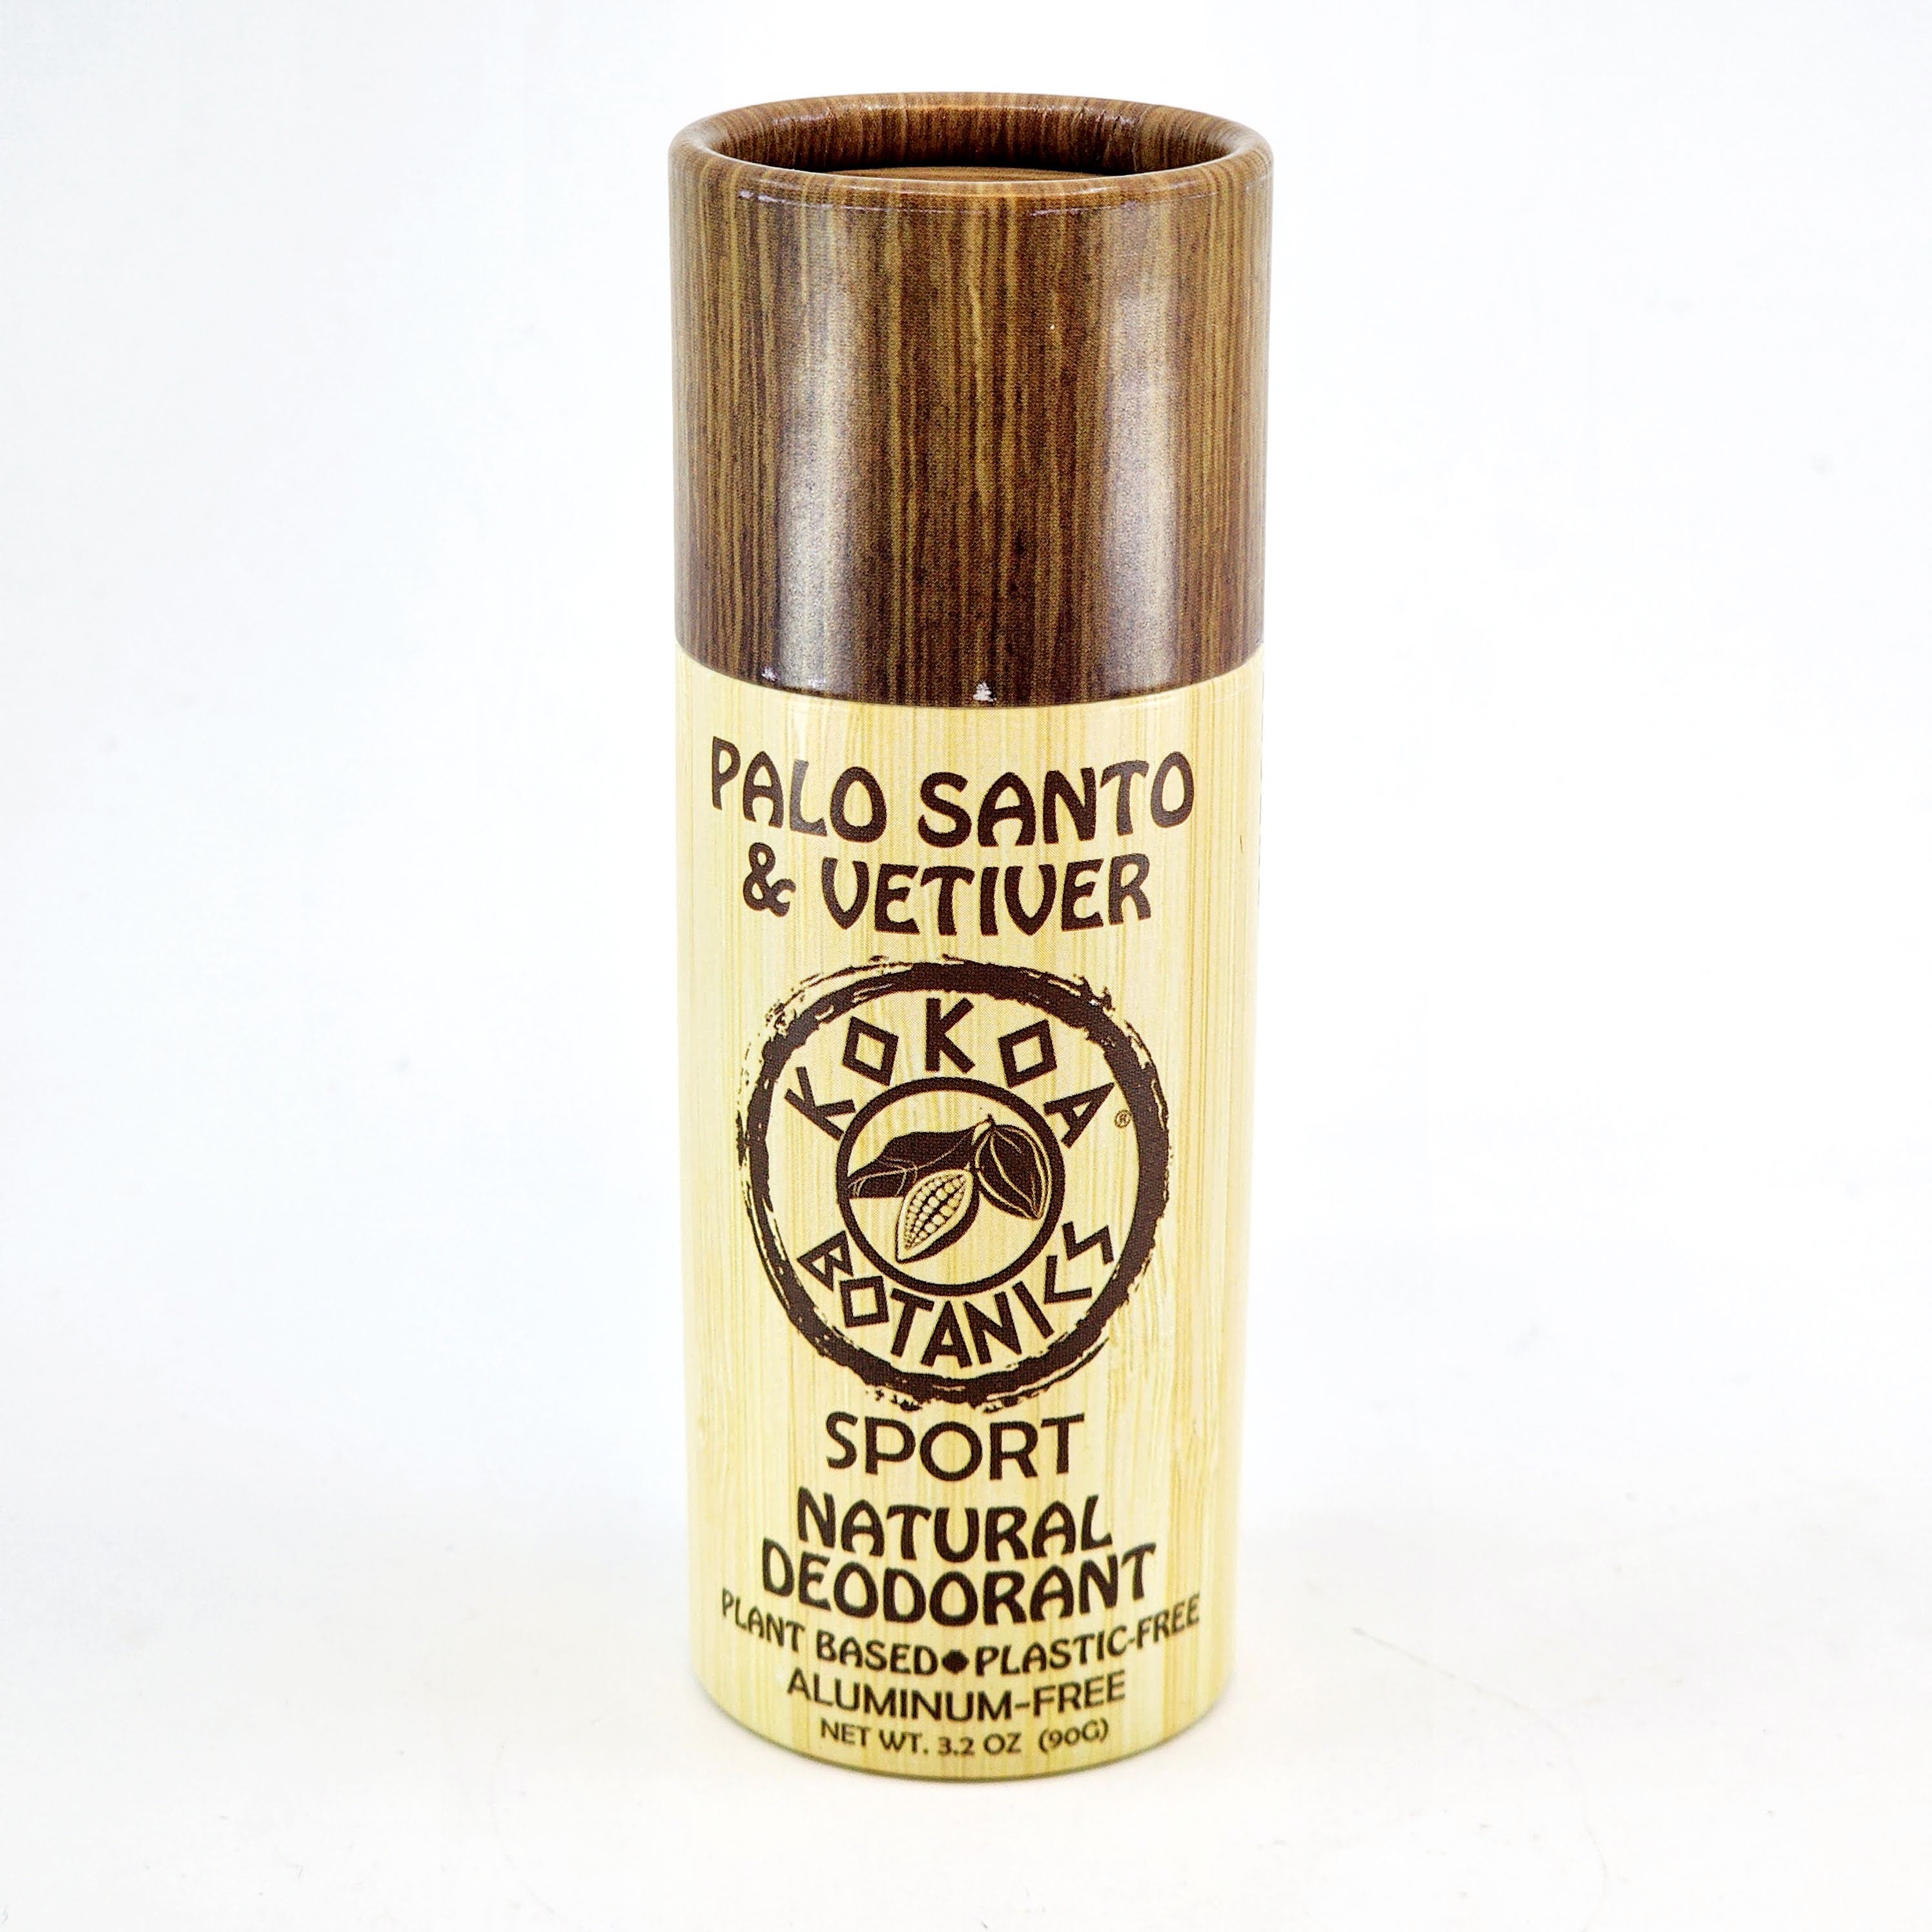 PALO SANTO
& VETIVER
KOKOA®
BOTANICS
SPORT
NATURAL
DEODORANT
PLANT BASED◆PLASTIC-FREE
ALUMINUM-FREE
NET WT. 3.2 OZ (90G)